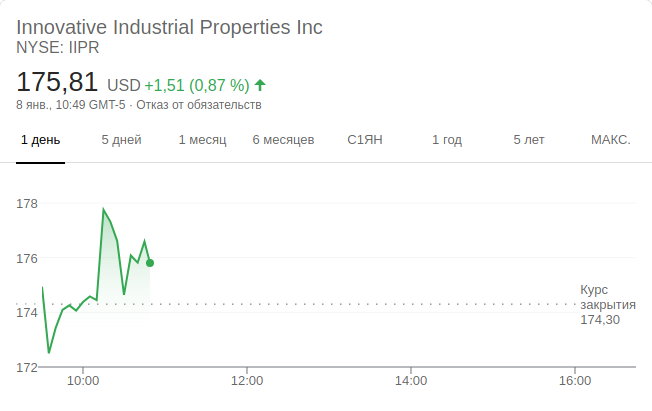 Innovative Industrial Properties Inc
NYSE: IIPR
175,81 USD +1,51 (0,87 %)
8 янв., 10:49 GMT-5 · Отказ от обязательств
1 день 5 дней 1 месяц 6 месяцев С1ЯН 1 год 5 лет МАКС.
178
176
174
172
Курс
закрытия
174,30
10:00 12:00 14:00 16:00